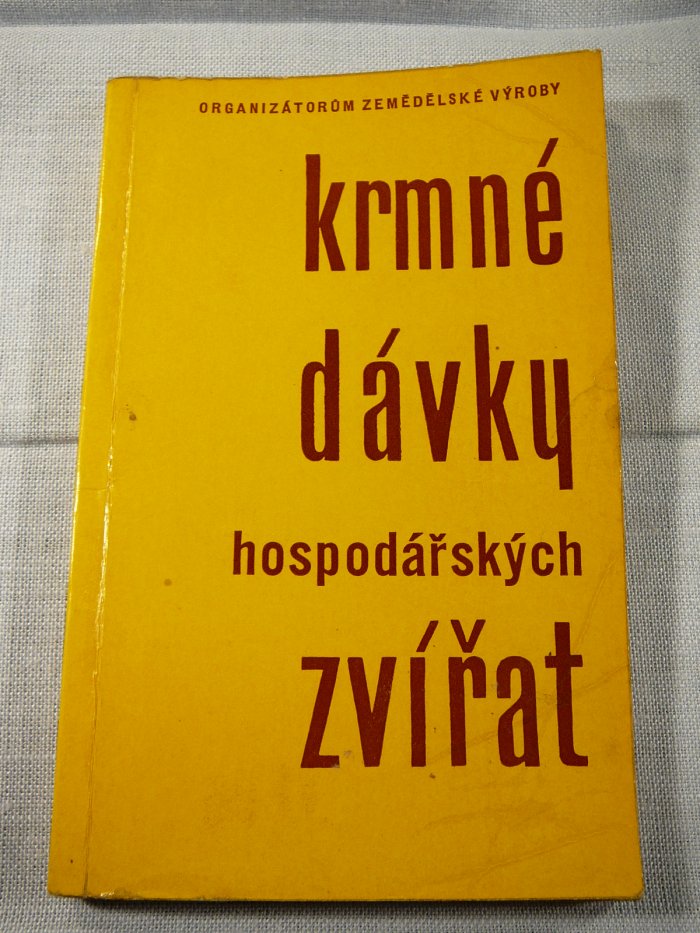 ORGANIZÁTORŮM ZEMĚDĚLSKÉ VÝROBY
krmné
dávky
hospodářských
zvířat